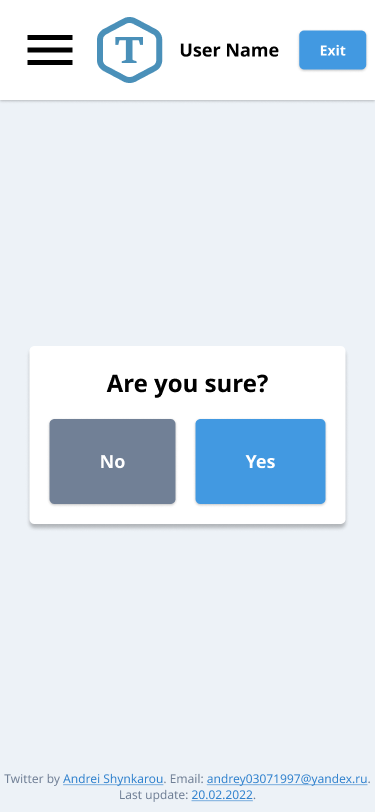 T User Name Exit
Are you sure?
No Yes
Twitter by Andrei Shynkarou. Email: andrey03071997@yandex.ru.
Last update: 20.02.2022.